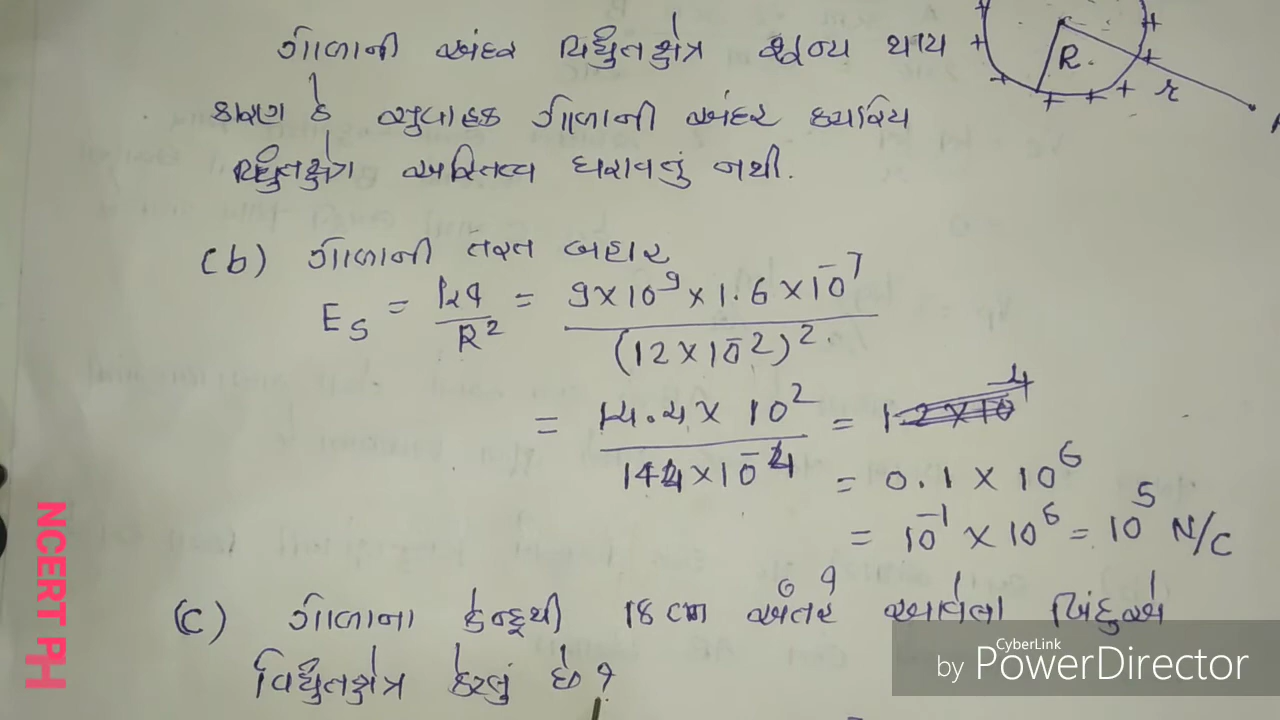 ગોળાની અંદર વિદ્યુતક્ષેત્ર શૂન્ય થાય
કારણ કે સુવાહક ગોળાની અંદર ક્યારેય
વિદ્યુતક્ષેત્ર અસ્તિત્વ ધરાવતું નથી.
R.
r
(b) ગોળાની તરત બહાર
E_S = kq/R² = 9×10⁹×1.6×10⁻⁷/(12×10⁻²)²
= 14.4×10²/144×10⁻⁴ = 1
= 0.1×10⁶
= 10⁻¹×10⁶ = 10⁵ N/C
(c) ગોળાના કેન્દ્રથી 18 cm અંતરે આવેલા બિંદુએ
વિદ્યુતક્ષેત્ર કેટલું છે?
NCERT PH
CyberLink
by PowerDirector